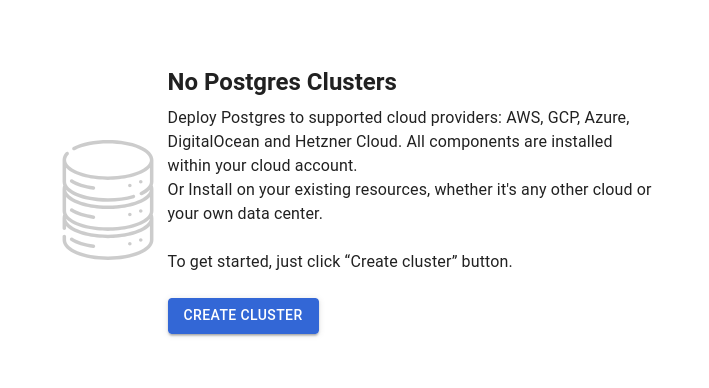 No Postgres Clusters
Deploy Postgres to supported cloud providers: AWS, GCP, Azure,
DigitalOcean and Hetzner Cloud. All components are installed
within your cloud account.
Or Install on your existing resources, whether it's any other cloud or
your own data center.
To get started, just click “Create cluster” button.
CREATE CLUSTER